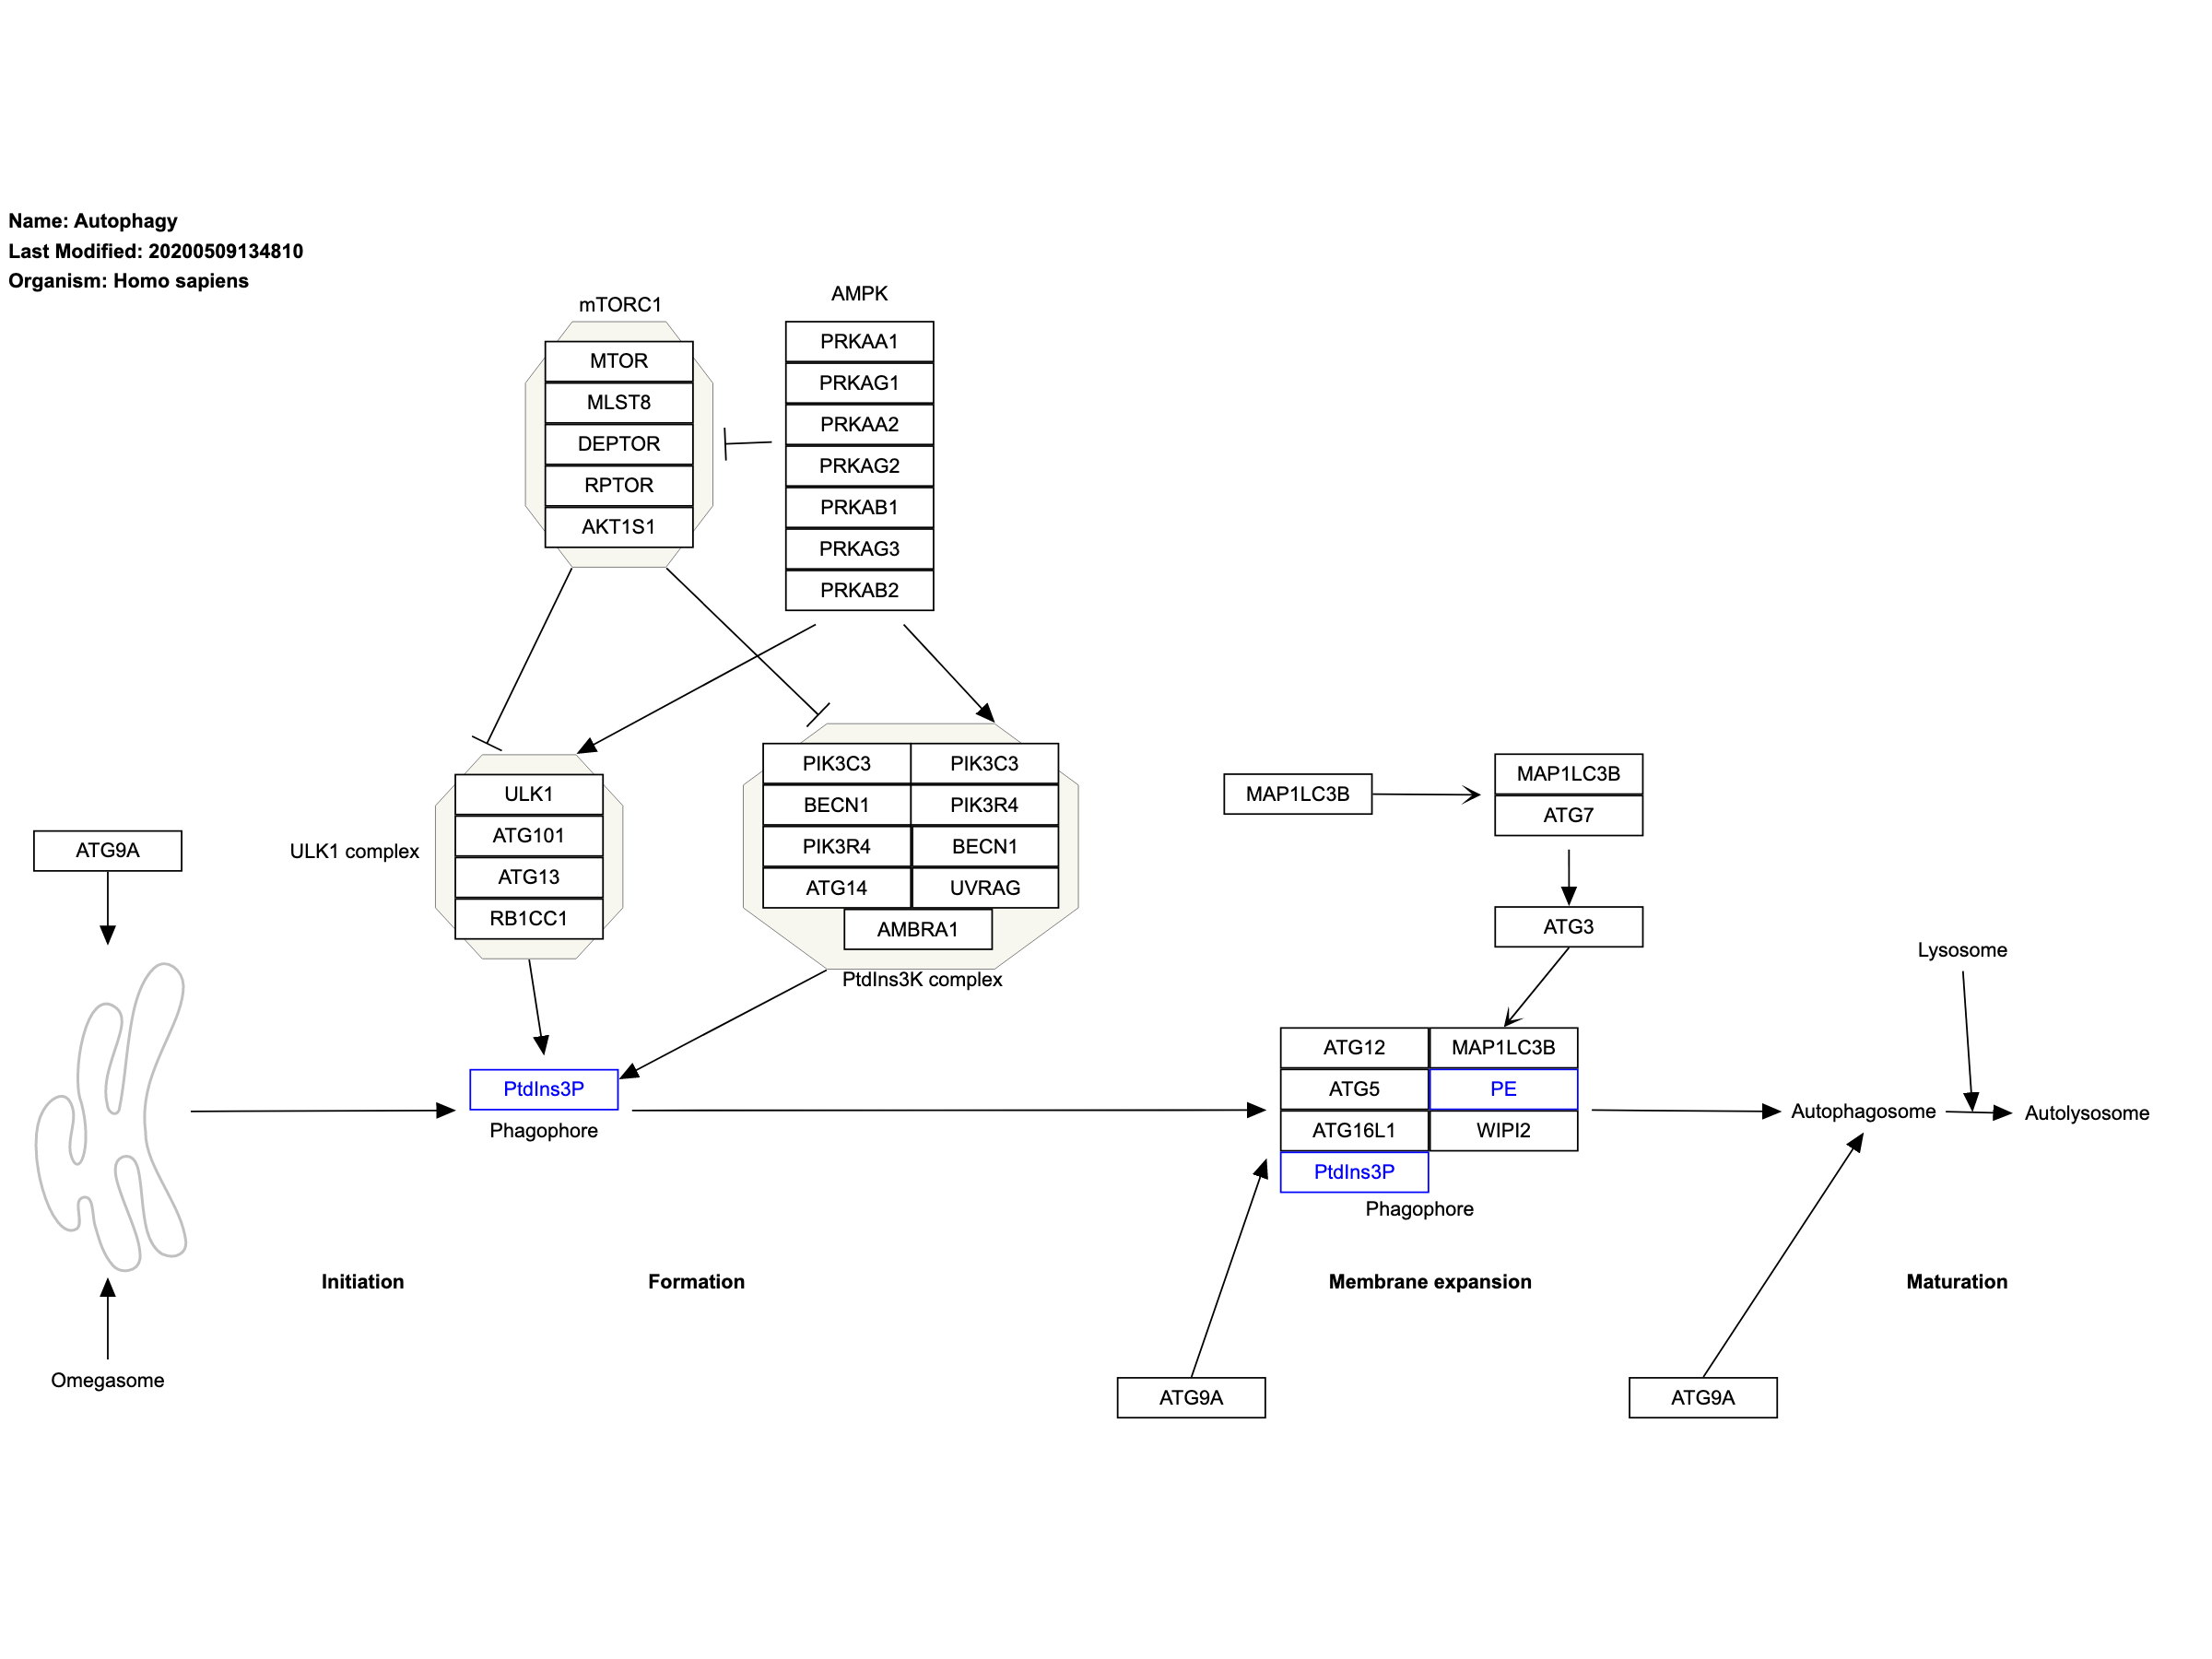 Name: Autophagy
Last Modified: 20200509134810
Organism: Homo sapiens
mTORC1
MTOR
MLST8
DEPTOR
RPTOR
AKT1S1
AMPK
PRKAA1
PRKAG1
PRKAA2
PRKAG2
PRKAB1
PRKAG3
PRKAB2
ATG9A
ULK1 complex
ULK1
ATG101
ATG13
RB1CC1
PIK3C3 PIK3C3
BECN1 PIK3R4
PIK3R4 BECN1
ATG14 UVRAG
AMBRA1
PtdIns3K complex
MAP1LC3B
MAP1LC3B
ATG7
ATG3
Lysosome
PtdIns3P
Phagophore
ATG12 MAP1LC3B
ATG5 PE
ATG16L1 WIPI2
PtdIns3P
Phagophore
Autophagosome
Autolysosome
Initiation
Formation
Membrane expansion
Maturation
Omegasome
ATG9A
ATG9A